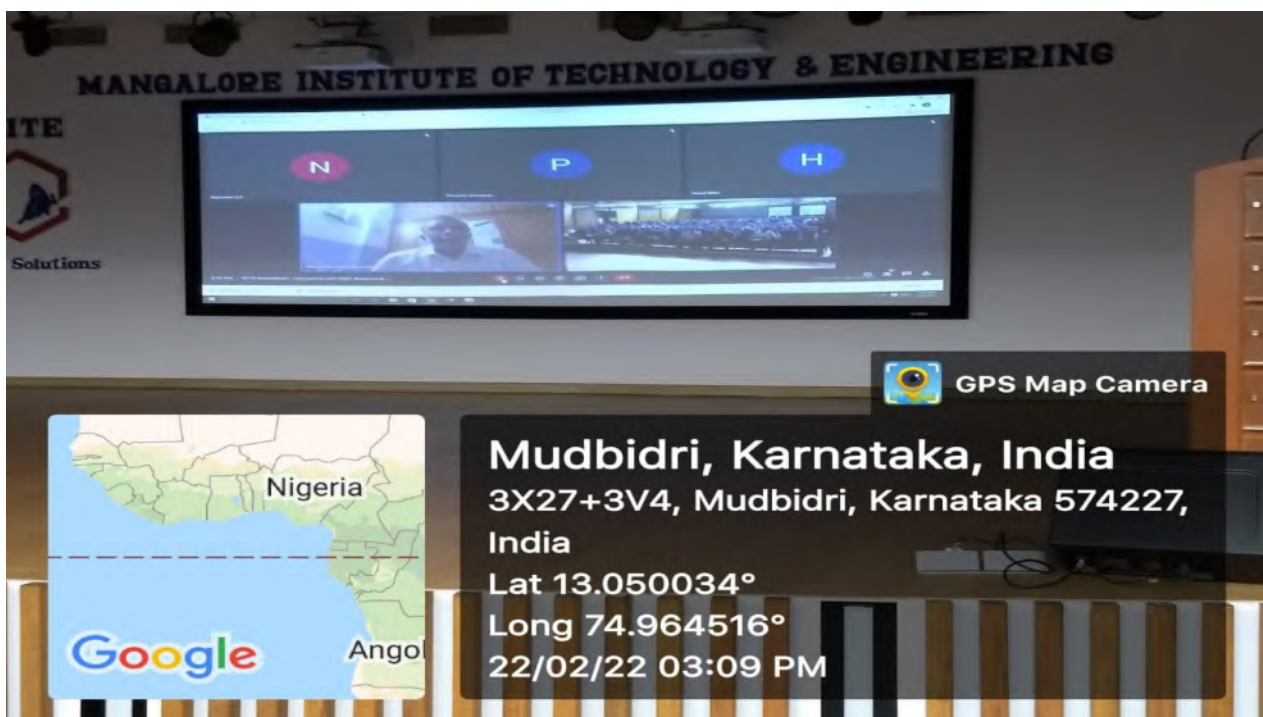 MANGALORE INSTITUTE OF TECHNOLOGY & ENGINEERING
ITE
Solutions
N
P
H
GPS Map Camera
Mudbidri, Karnataka, India
3X27+3V4, Mudbidri, Karnataka 574227,
India
Lat 13.050034°
Long 74.964516°
22/02/22 03:09 PM
Nigeria
Angol
Google